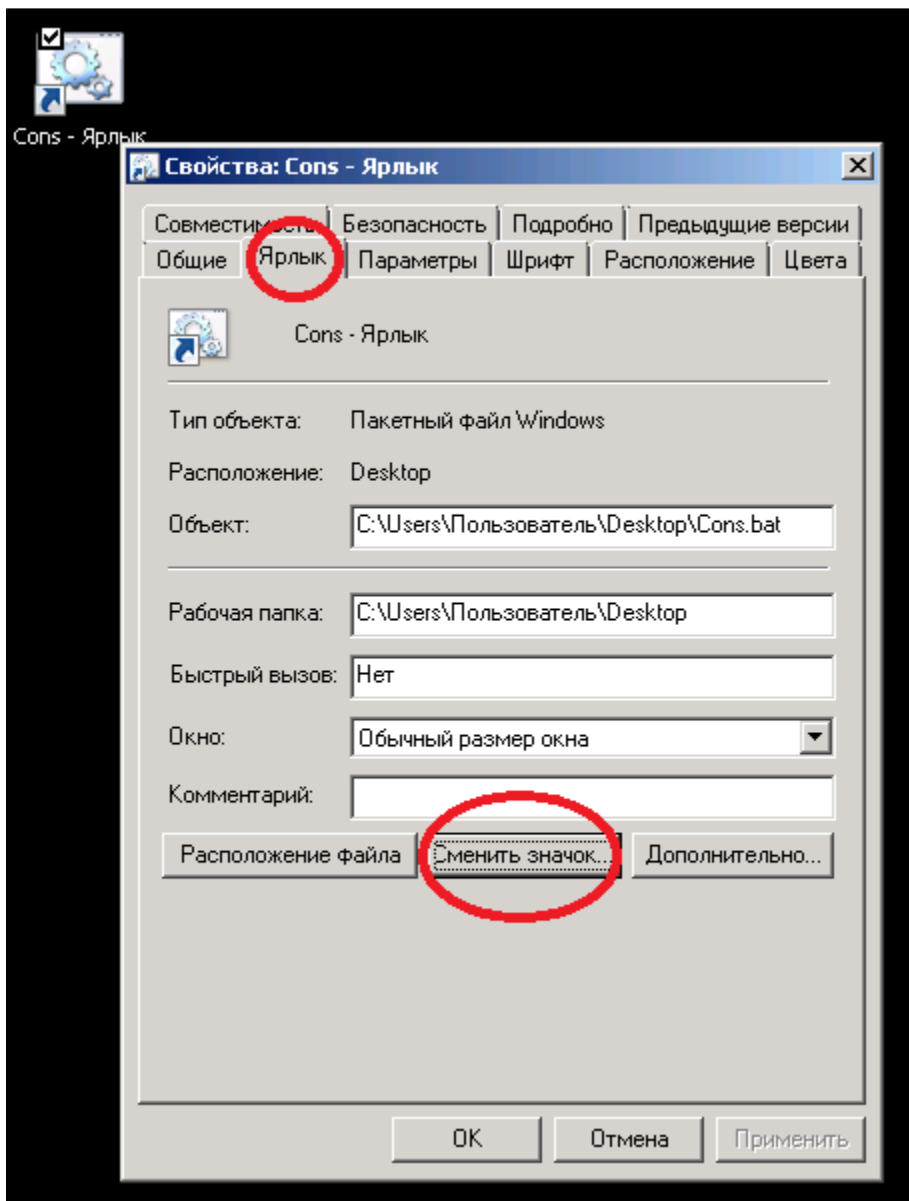 Cons - Ярлык
Свойства: Cons - Ярлык
Совместимость Безопасность Подробно Предыдущие версии
Общие Ярлык Параметры Шрифт Расположение Цвета
Cons - Ярлык
Тип объекта: Пакетный файл Windows
Расположение: Desktop
Объект: C:\Users\Пользователь\Desktop\Cons.bat
Рабочая папка: C:\Users\Пользователь\Desktop
Быстрый вызов: Нет
Окно: Обычный размер окна
Комментарий:
Расположение файла Сменить значок... Дополнительно...
OK Отмена Применить